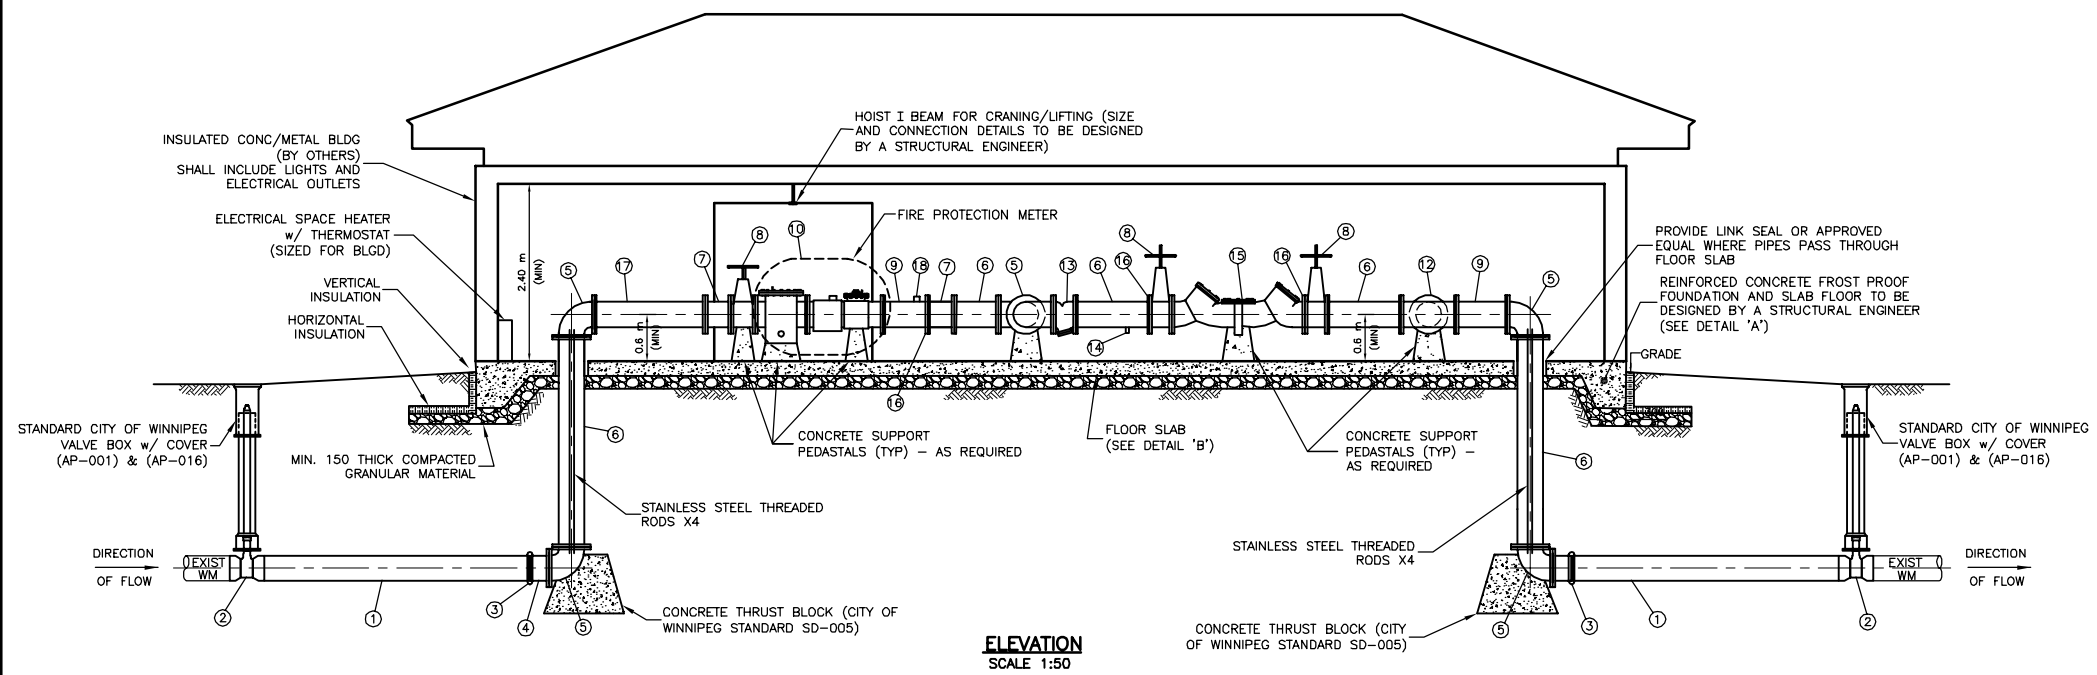 HOIST I BEAM FOR CRANING/LIFTING (SIZE
AND CONNECTION DETAILS TO BE DESIGNED
BY A STRUCTURAL ENGINEER)
INSULATED CONC/METAL BLDG
(BY OTHERS)
SHALL INCLUDE LIGHTS AND
ELECTRICAL OUTLETS
ELECTRICAL SPACE HEATER
w/ THERMOSTAT
(SIZED FOR BLGD)
VERTICAL
INSULATION
HORIZONTAL
INSULATION
2.40 m
(MIN)
FIRE PROTECTION METER
PROVIDE LINK SEAL OR APPROVED
EQUAL WHERE PIPES PASS THROUGH
FLOOR SLAB
REINFORCED CONCRETE FROST PROOF
FOUNDATION AND SLAB FLOOR TO BE
DESIGNED BY A STRUCTURAL ENGINEER
(SEE DETAIL 'A')
GRADE
5
17
7
8
10
9
18
7
6
5
13
6
16
8
15
16
8
6
12
9
5
0.6 m
(MIN)
14
0.6 m
(MIN)
16
STANDARD CITY OF WINNIPEG
VALVE BOX w/ COVER
(AP-001) & (AP-016)
MIN. 150 THICK COMPACTED
GRANULAR MATERIAL
6
CONCRETE SUPPORT
PEDASTALS (TYP) - AS REQUIRED
FLOOR SLAB
(SEE DETAIL 'B')
CONCRETE SUPPORT
PEDASTALS (TYP) -
AS REQUIRED
6
STANDARD CITY OF WINNIPEG
VALVE BOX w/ COVER
(AP-001) & (AP-016)
STAINLESS STEEL THREADED
RODS X4
STAINLESS STEEL THREADED
RODS X4
DIRECTION
OF FLOW
EXIST
WM
2
1
3
4
5
CONCRETE THRUST BLOCK (CITY OF
WINNIPEG STANDARD SD-005)
CONCRETE THRUST BLOCK (CITY
OF WINNIPEG STANDARD SD-005)
5
3
1
2
EXIST
WM
DIRECTION
OF FLOW
ELEVATION
SCALE 1:50